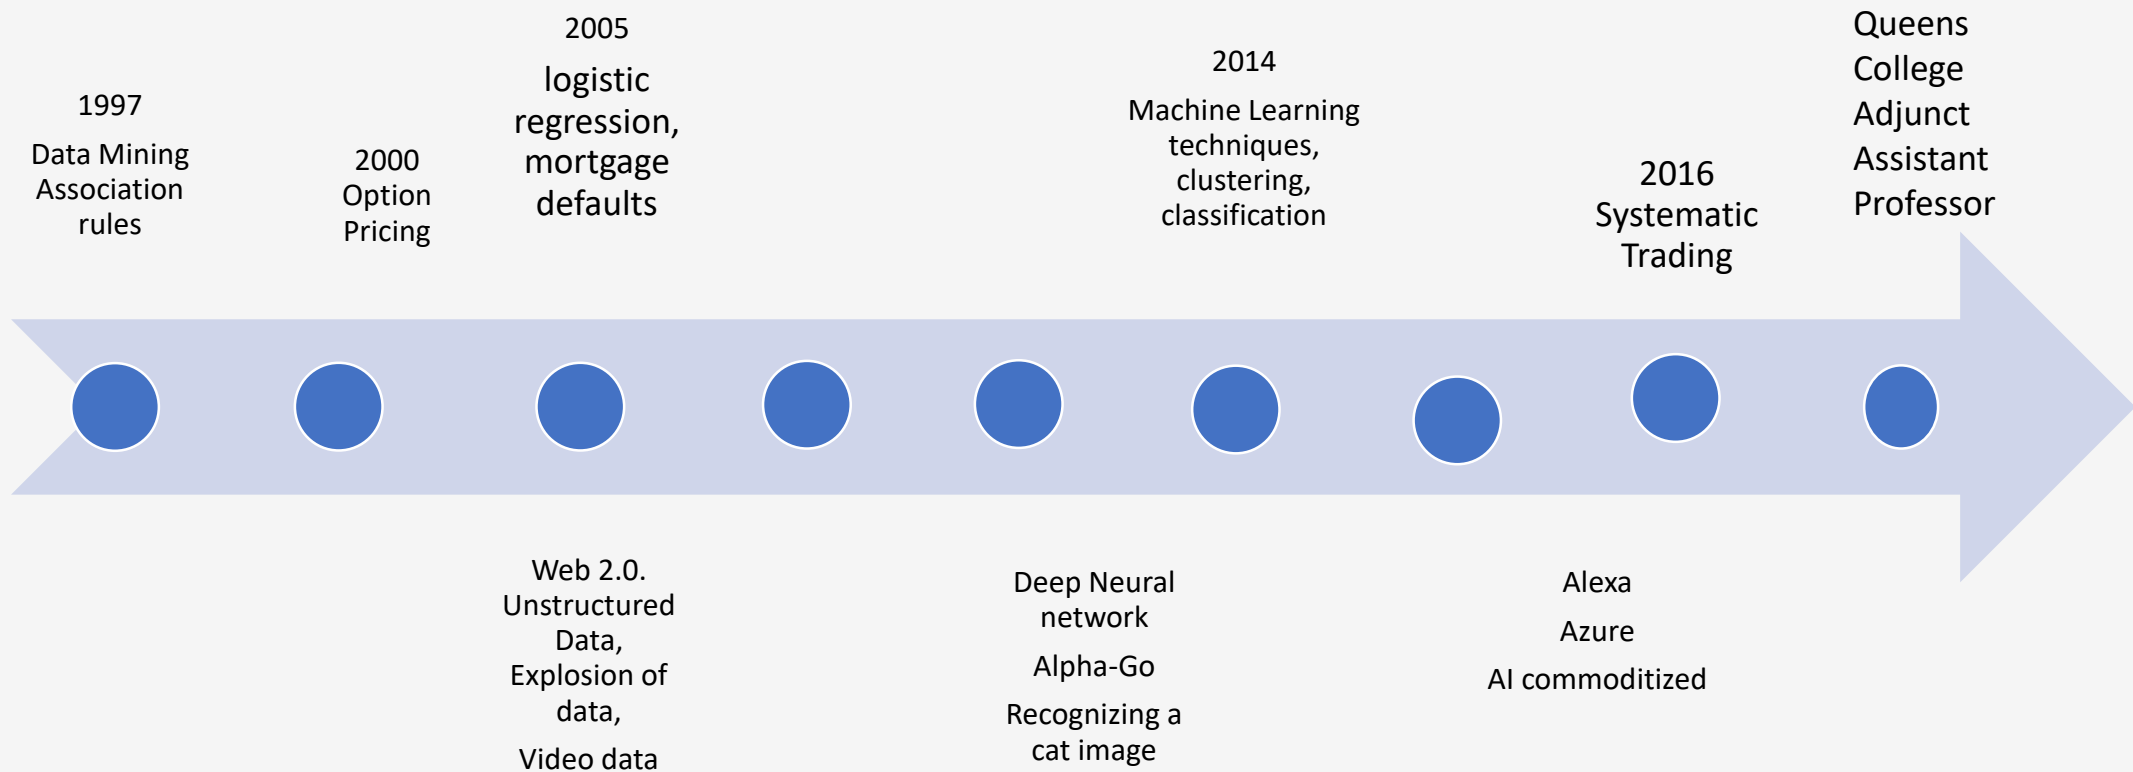 1997
Data Mining
Association
rules
2000
Option
Pricing
2005
logistic
regression,
mortgage
defaults
2014
Machine Learning
techniques,
clustering,
classification
2016
Systematic
Trading
Queens
College
Adjunct
Assistant
Professor
Web 2.0.
Unstructured
Data,
Explosion of
data,
Video data
Deep Neural
network
Alpha-Go
Recognizing a
cat image
Alexa
Azure
AI commoditized